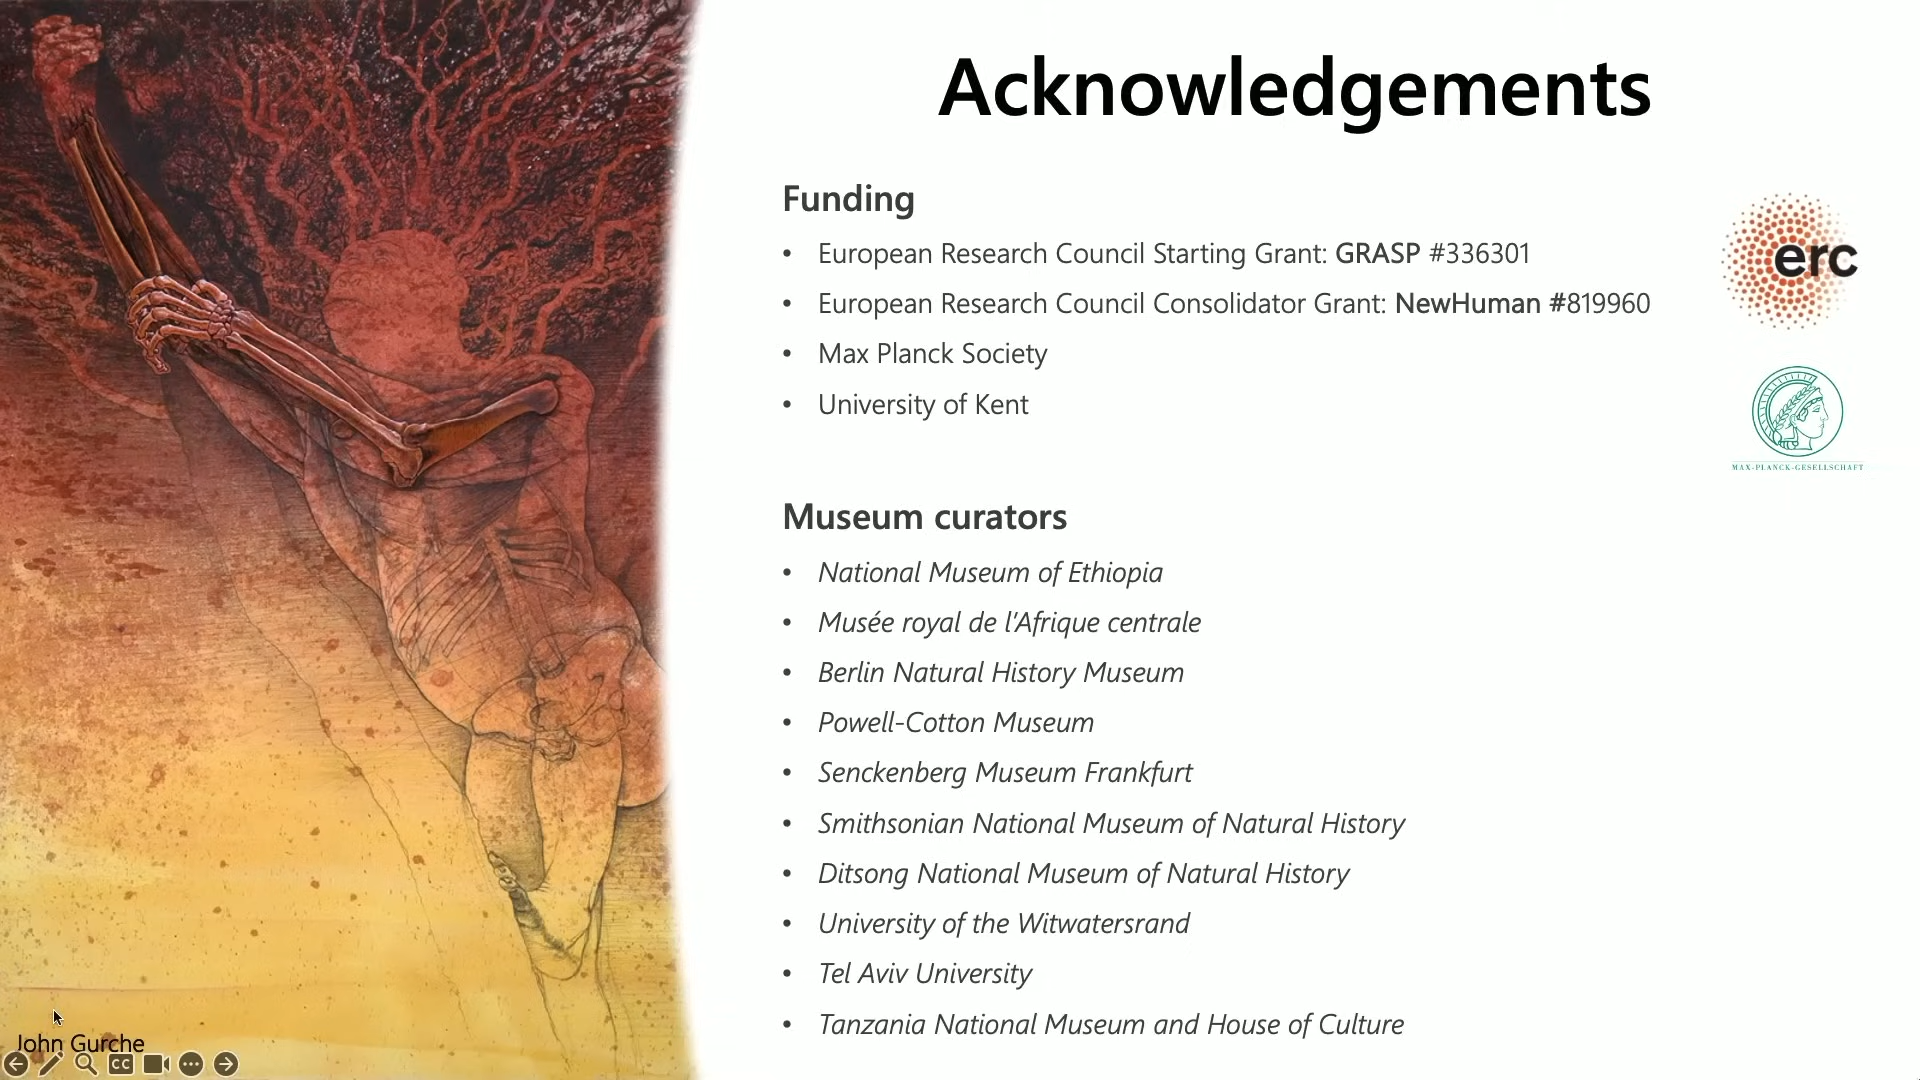 Acknowledgements
Funding
• European Research Council Starting Grant: GRASP #336301
• European Research Council Consolidator Grant: NewHuman #819960
• Max Planck Society
• University of Kent
erc
MAX-PLANCK-GESELLSCHAFT
Museum curators
• National Museum of Ethiopia
• Musée royal de l'Afrique centrale
• Berlin Natural History Museum
• Powell-Cotton Museum
• Senckenberg Museum Frankfurt
• Smithsonian National Museum of Natural History
• Ditsong National Museum of Natural History
• University of the Witwatersrand
• Tel Aviv University
• Tanzania National Museum and House of Culture
John Gurche
CC